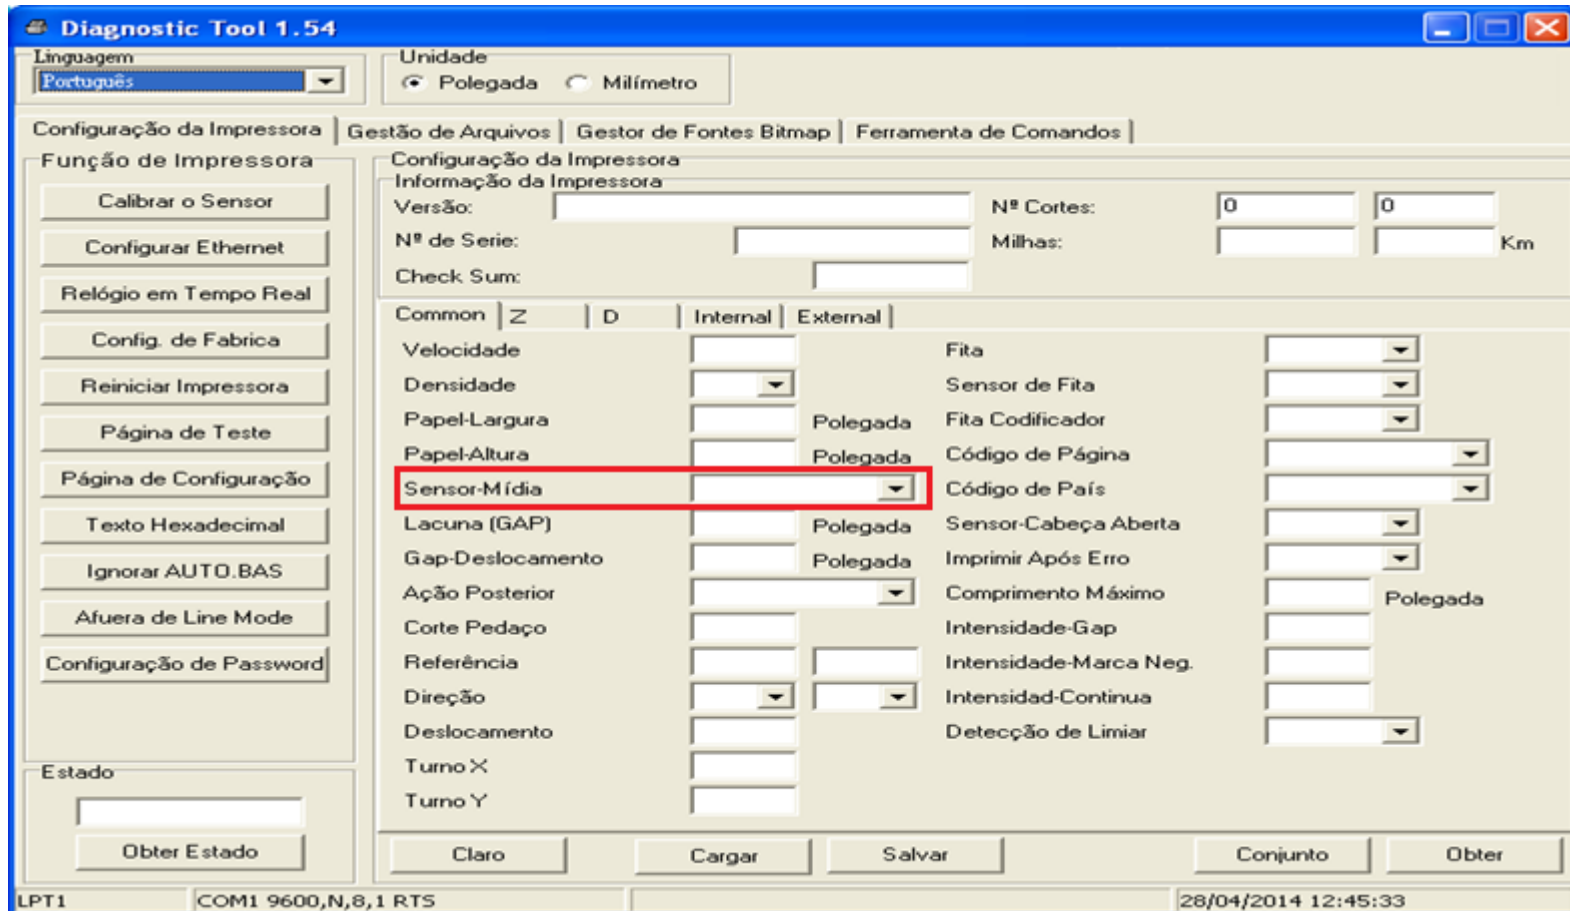 Diagnostic Tool 1.54
Linguagem
Português
Unidade
Polegada Milímetro
Configuração da Impressora Gestão de Arquivos Gestor de Fontes Bitmap Ferramenta de Comandos
Função de Impressora
Calibrar o Sensor
Configurar Ethernet
Relógio em Tempo Real
Config. de Fabrica
Reiniciar Impressora
Página de Teste
Página de Configuração
Texto Hexadecimal
Ignorar AUTO.BAS
Afuera de Line Mode
Configuração de Password
Estado
Obter Estado
Configuração da Impressora
Informação da Impressora
Versão: Nº Cortes: 0 0
Nº de Serie: Milhas: Km
Check Sum:
Common Z D Internal External
Velocidade Fita
Densidade Sensor de Fita
Papel-Largura Polegada Fita Codificador
Papel-Altura Polegada Código de Página
Sensor-Mídia Código de País
Lacuna (GAP) Polegada Sensor-Cabeça Aberta
Gap-Deslocamento Polegada Imprimir Após Erro
Ação Posterior Comprimento Máximo Polegada
Corte Pedaço Intensidade-Gap
Referência Intensidade-Marca Neg.
Direção Intensidad-Continua
Deslocamento Detecção de Limiar
Turno X
Turno Y
Claro Cargar Salvar Conjunto Obter
LPT1 COM1 9600,N,8,1 RTS 28/04/2014 12:45:33